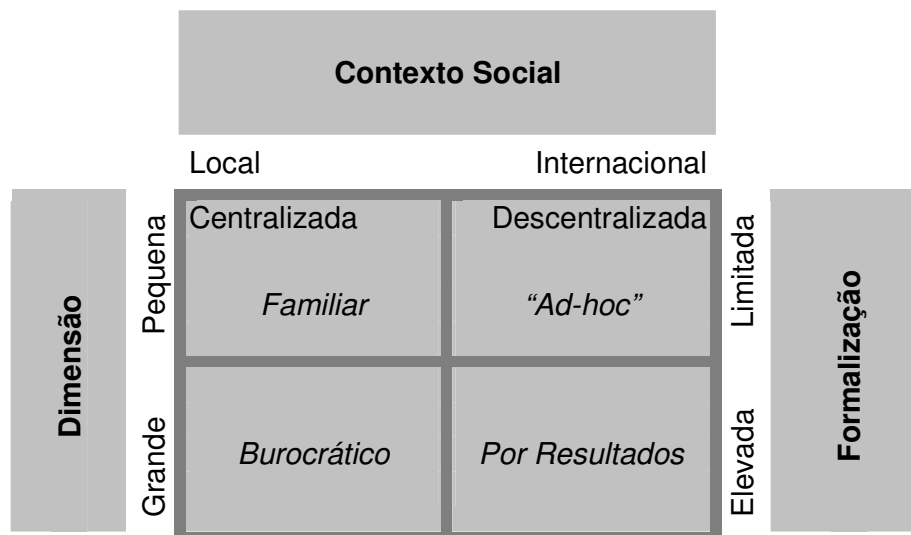 Contexto Social
Local Internacional
Centralizada Descentralizada
Dimensão
Pequena
Familiar “Ad-hoc”
Limitada
Formalização
Grande
Burocrático Por Resultados
Elevada